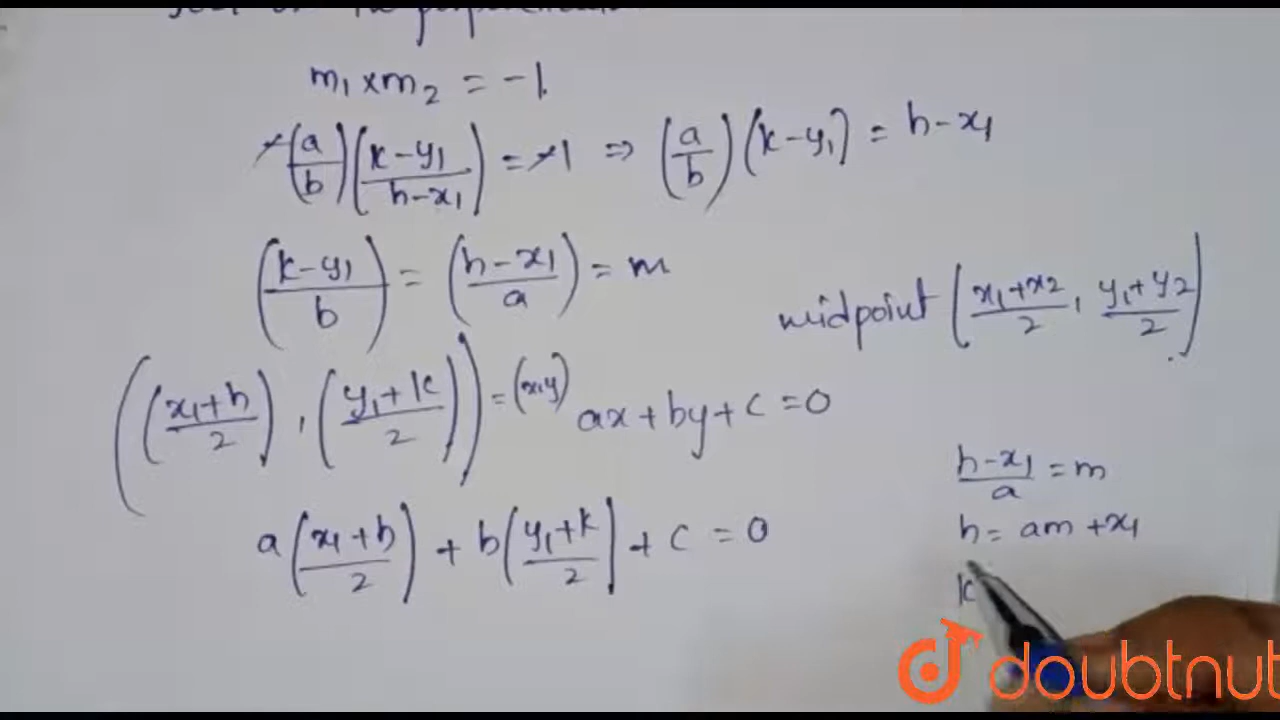 m₁ × m₂ = -1.
-(a/b)((k-y₁)/(h-x₁)) = -1 ⇒ (a/b)(k-y₁) = h-x₁
((k-y₁)/b) = ((h-x₁)/a) = m
midpoint ((x₁+x₂)/2, (y₁+y₂)/2)
(((x₁+h)/2), ((y₁+k)/2)) = (x,y) ax+by+c=0
(h-x₁)/a = m
a((x₁+h)/2) + b((y₁+k)/2) + c = 0
h = am+x₁
k
doubtnut